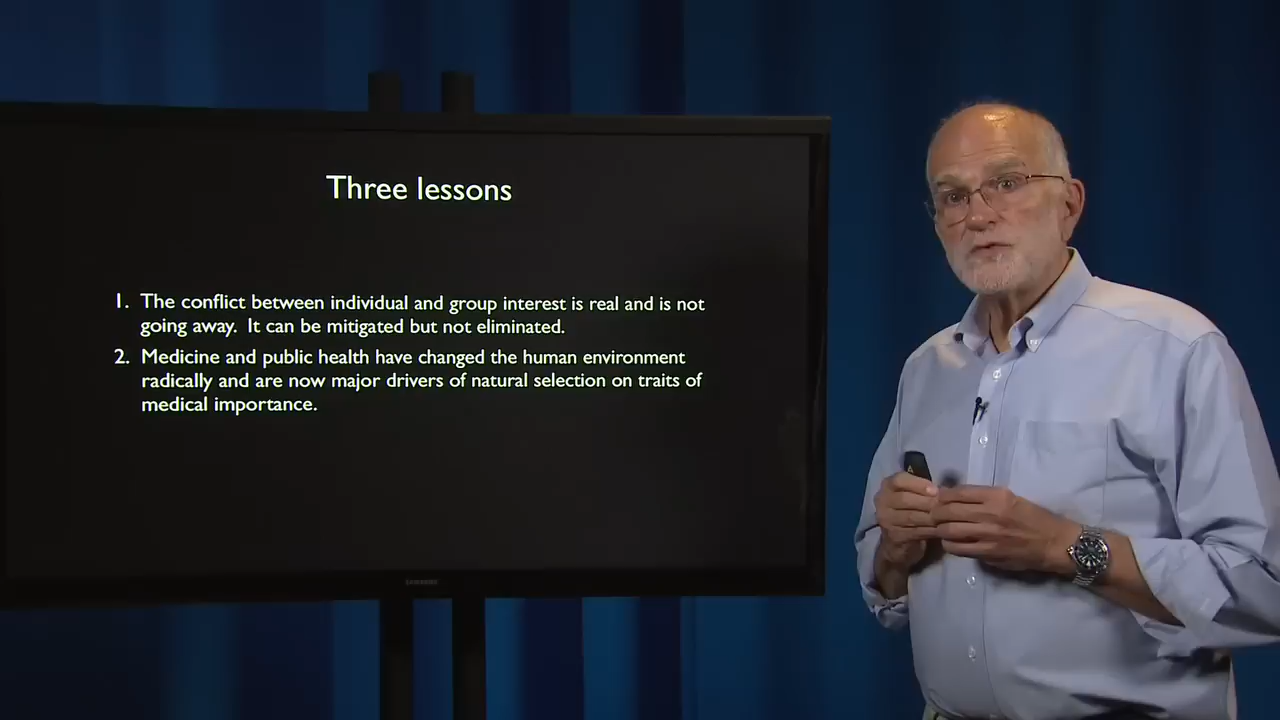 Three lessons
1. The conflict between individual and group interest is real and is not
going away. It can be mitigated but not eliminated.
2. Medicine and public health have changed the human environment
radically and are now major drivers of natural selection on traits of
medical importance.
SAMSUNG